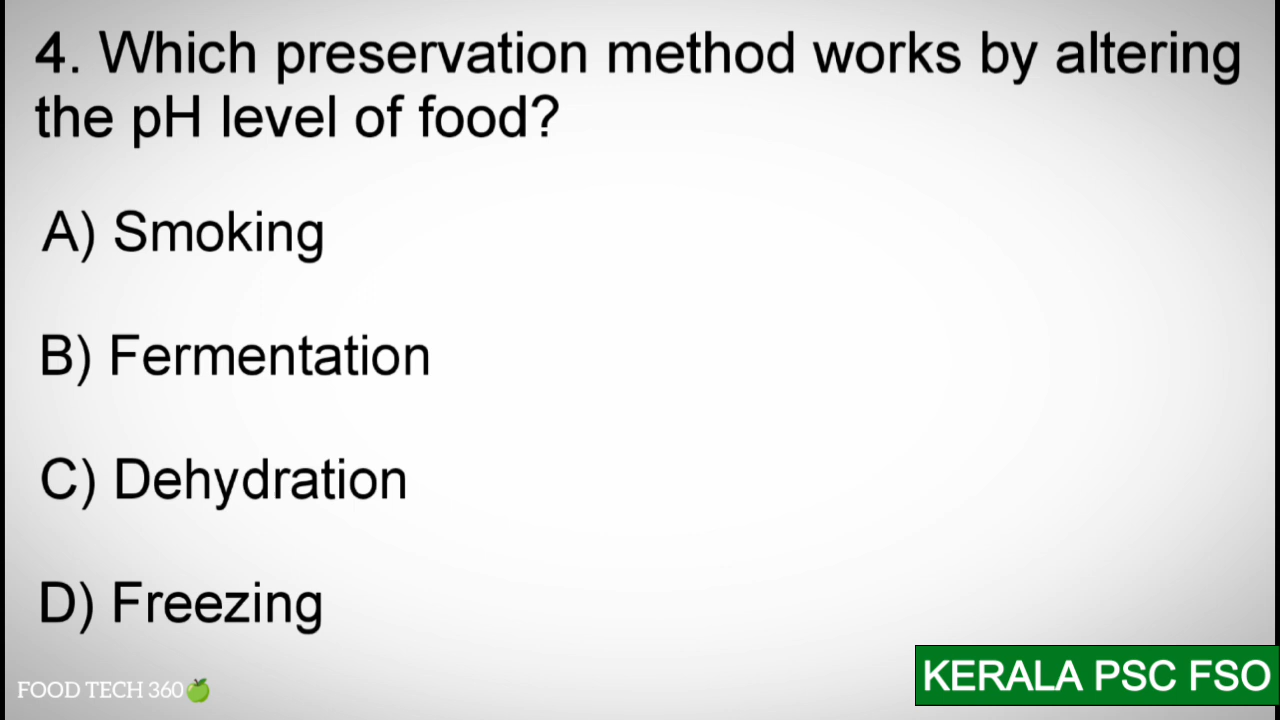 4. Which preservation method works by altering
the pH level of food?
A) Smoking
B) Fermentation
C) Dehydration
D) Freezing
FOOD TECH 360
KERALA PSC FSO